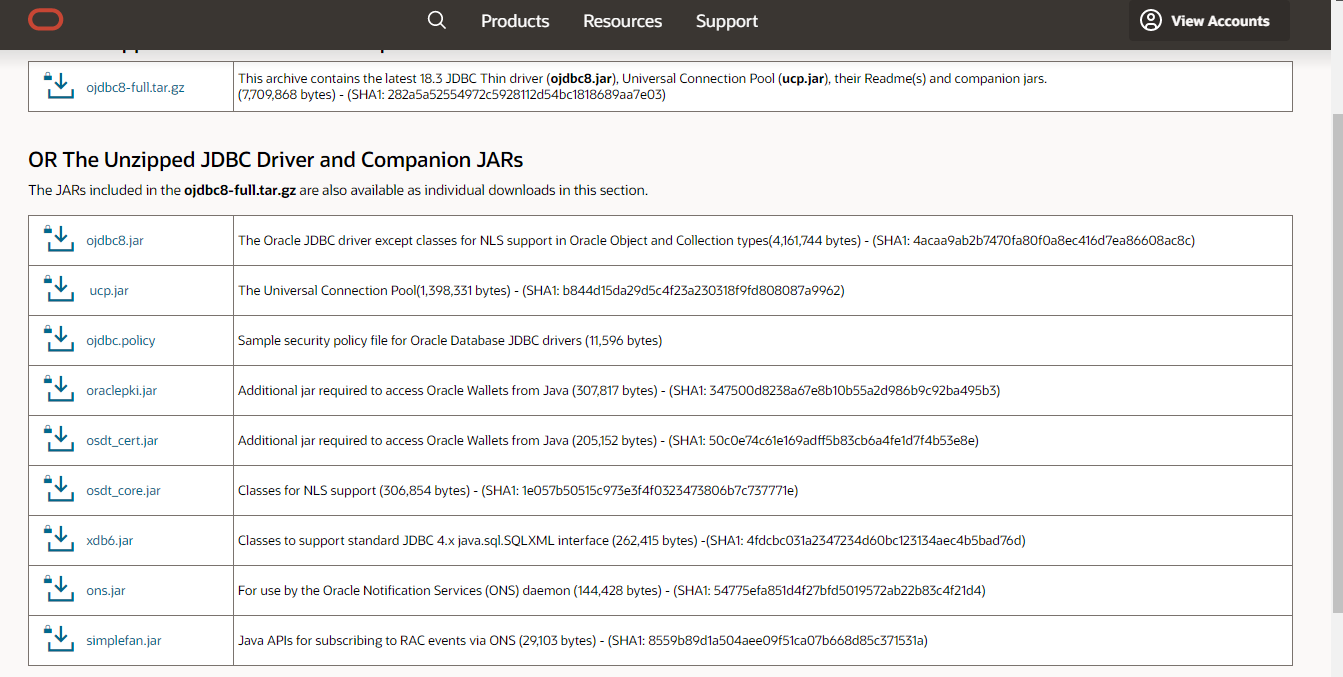 Products
Resources
Support
View Accounts
ojdbc8-full.tar.gz
This archive contains the latest 18.3 JDBC Thin driver (ojdbc8.jar), Universal Connection Pool (ucp.jar), their Readme(s) and companion jars.
(7,709,868 bytes) - (SHA1: 282a5a52554972c5928112d54bc1818689aa7e03)
OR The Unzipped JDBC Driver and Companion JARs
The JARs included in the ojdbc8-full.tar.gz are also available as individual downloads in this section.
ojdbc8.jar
The Oracle JDBC driver except classes for NLS support in Oracle Object and Collection types(4,161,744 bytes) - (SHA1: 4acaa9ab2b7470fa80f0a8ec416d7ea86608ac8c)
ucp.jar
The Universal Connection Pool(1,398,331 bytes) - (SHA1: b844d15da29d5c4f23a230318f9fd808087a9962)
ojdbc.policy
Sample security policy file for Oracle Database JDBC drivers (11,596 bytes)
oraclepki.jar
Additional jar required to access Oracle Wallets from Java (307,817 bytes) - (SHA1: 347500d8238a67e8b10b55a2d986b9c92ba495b3)
osdt_cert.jar
Additional jar required to access Oracle Wallets from Java (205,152 bytes) - (SHA1: 50c0e74c61e169adff5b83cb6a4fe1d7f4b53e8e)
osdt_core.jar
Classes for NLS support (306,854 bytes) - (SHA1: 1e057b50515c973e3f4f0323473806b7c737771e)
xdb6.jar
Classes to support standard JDBC 4.x java.sql.SQLXML interface (262,415 bytes) -(SHA1: 4fdcbc031a2347234d60bc123134aec4b5bad76d)
ons.jar
For use by the Oracle Notification Services (ONS) daemon (144,428 bytes) - (SHA1: 54775efa851d4f27bfd5019572ab22b83c4f21d4)
simplefan.jar
Java APIs for subscribing to RAC events via ONS (29,103 bytes) - (SHA1: 8559b89d1a504aee09f51ca07b668d85c371531a)